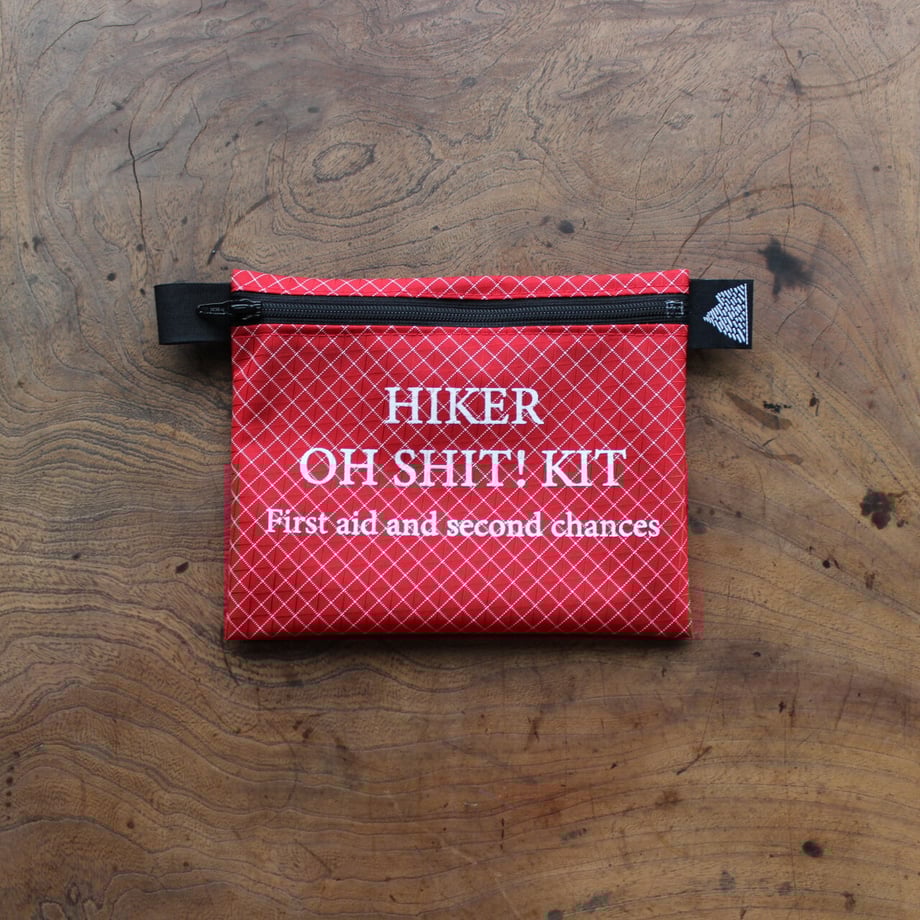 HIKER
OH SHIT! KIT
First aid and second chances